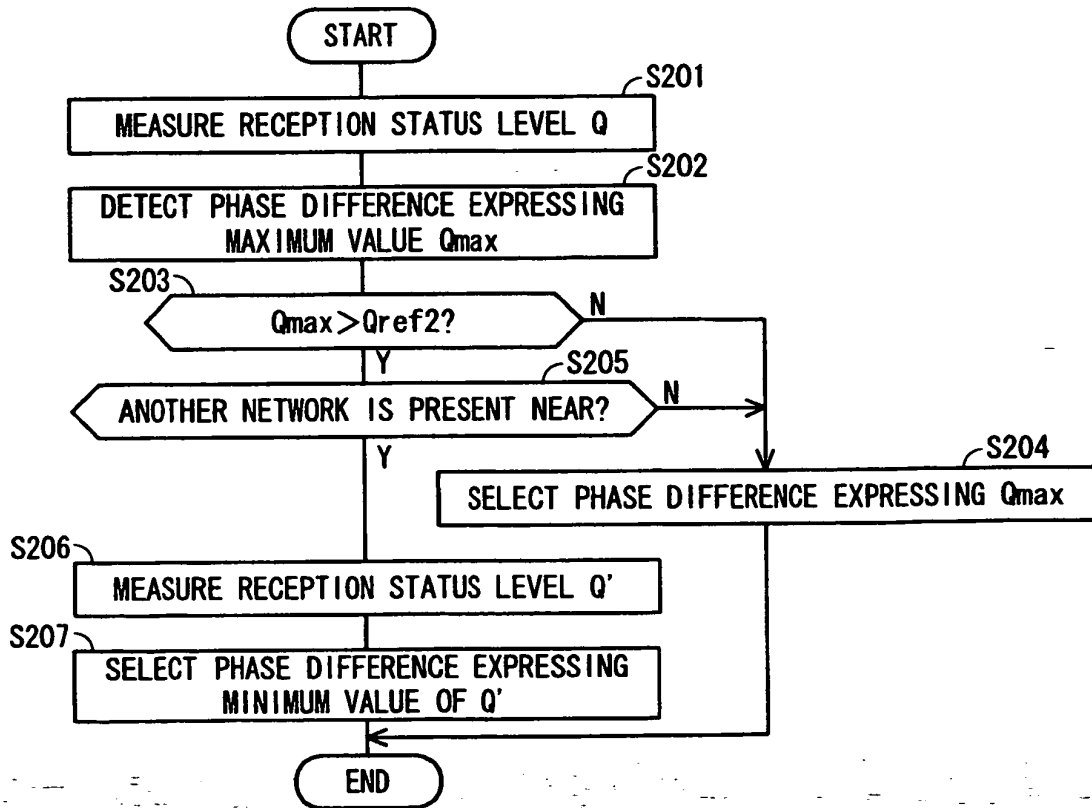 START
S201
MEASURE RECEPTION STATUS LEVEL Q
S202
DETECT PHASE DIFFERENCE EXPRESSING
MAXIMUM VALUE Qmax
S203
Qmax>Qref2?
N
Y
S205
ANOTHER NETWORK IS PRESENT NEAR?
N
Y
S204
SELECT PHASE DIFFERENCE EXPRESSING Qmax
S206
MEASURE RECEPTION STATUS LEVEL Q'
S207
SELECT PHASE DIFFERENCE EXPRESSING
MINIMUM VALUE OF Q'
END